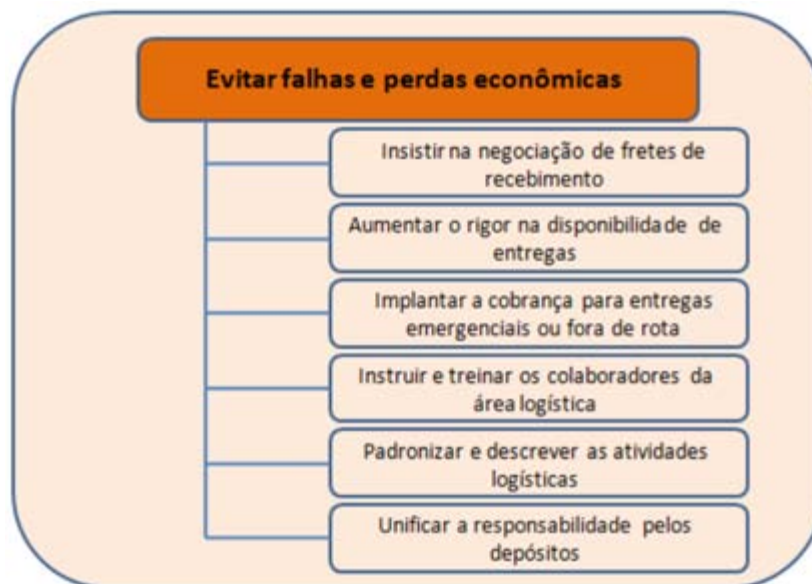 Evitar falhas e perdas econômicas
Insistir na negociação de fretes de
recebimento
Aumentar o rigor na disponibilidade de
entregas
Implantar a cobrança para entregas
emergenciais ou fora de rota
Instruir e treinar os colaboradores da
área logística
Padronizar e descrever as atividades
logísticas
Unificar a responsabilidade pelos
depósitos